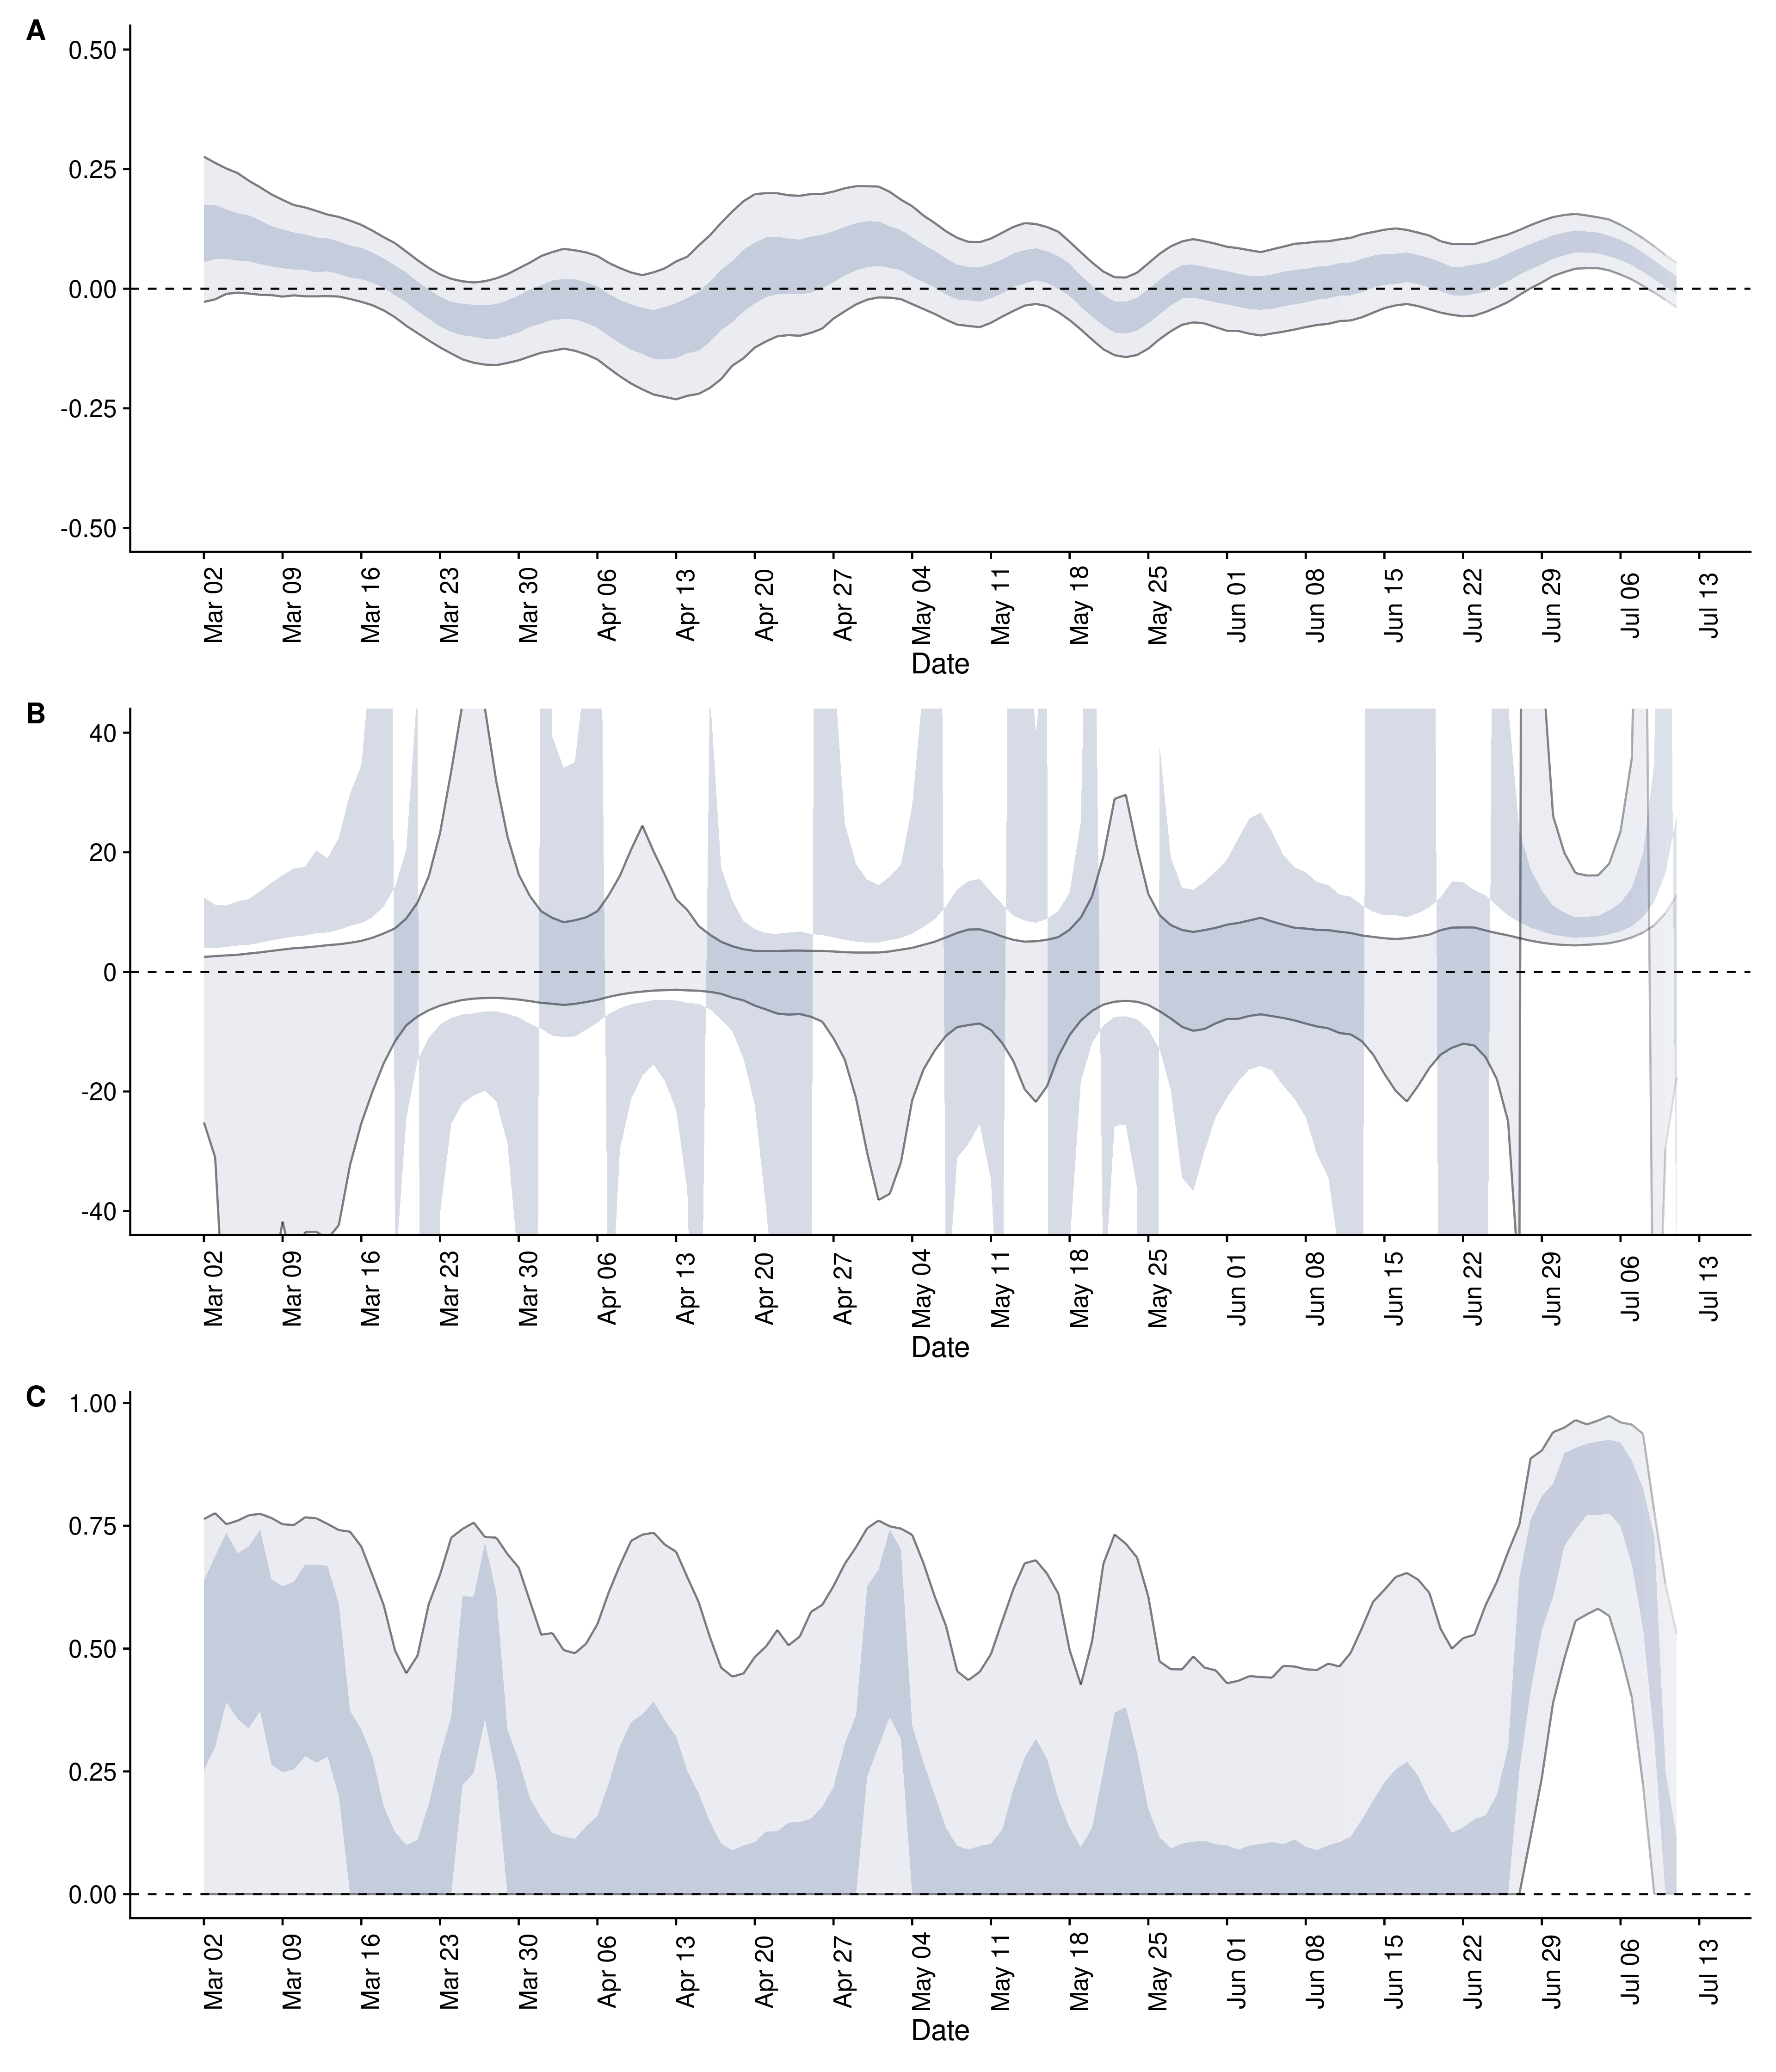 A
0.50
0.25
0.00
-0.25
-0.50
Mar 02
Mar 09
Mar 16
Mar 23
Mar 30
Apr 06
Apr 13
Apr 20
Apr 27
May 04
May 11
May 18
May 25
Jun 01
Jun 08
Jun 15
Jun 22
Jun 29
Jul 06
Jul 13
Date
B
40
20
0
-20
-40
Mar 02
Mar 09
Mar 16
Mar 23
Mar 30
Apr 06
Apr 13
Apr 20
Apr 27
May 04
May 11
May 18
May 25
Jun 01
Jun 08
Jun 15
Jun 22
Jun 29
Jul 06
Jul 13
Date
C
1.00
0.75
0.50
0.25
0.00
Mar 02
Mar 09
Mar 16
Mar 23
Mar 30
Apr 06
Apr 13
Apr 20
Apr 27
May 04
May 11
May 18
May 25
Jun 01
Jun 08
Jun 15
Jun 22
Jun 29
Jul 06
Jul 13
Date